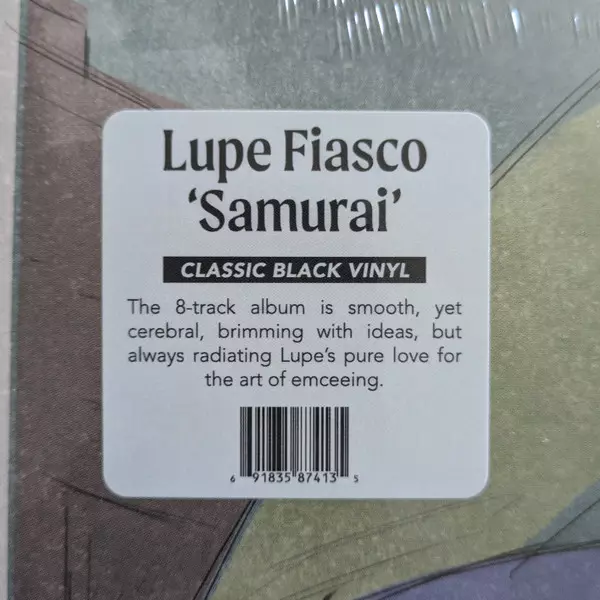 Lupe Fiasco
‘Samurai’
CLASSIC BLACK VINYL
The 8-track album is smooth, yet
cerebral, brimming with ideas, but
always radiating Lupe’s pure love for
the art of emceeing.
6 91835 87413 5